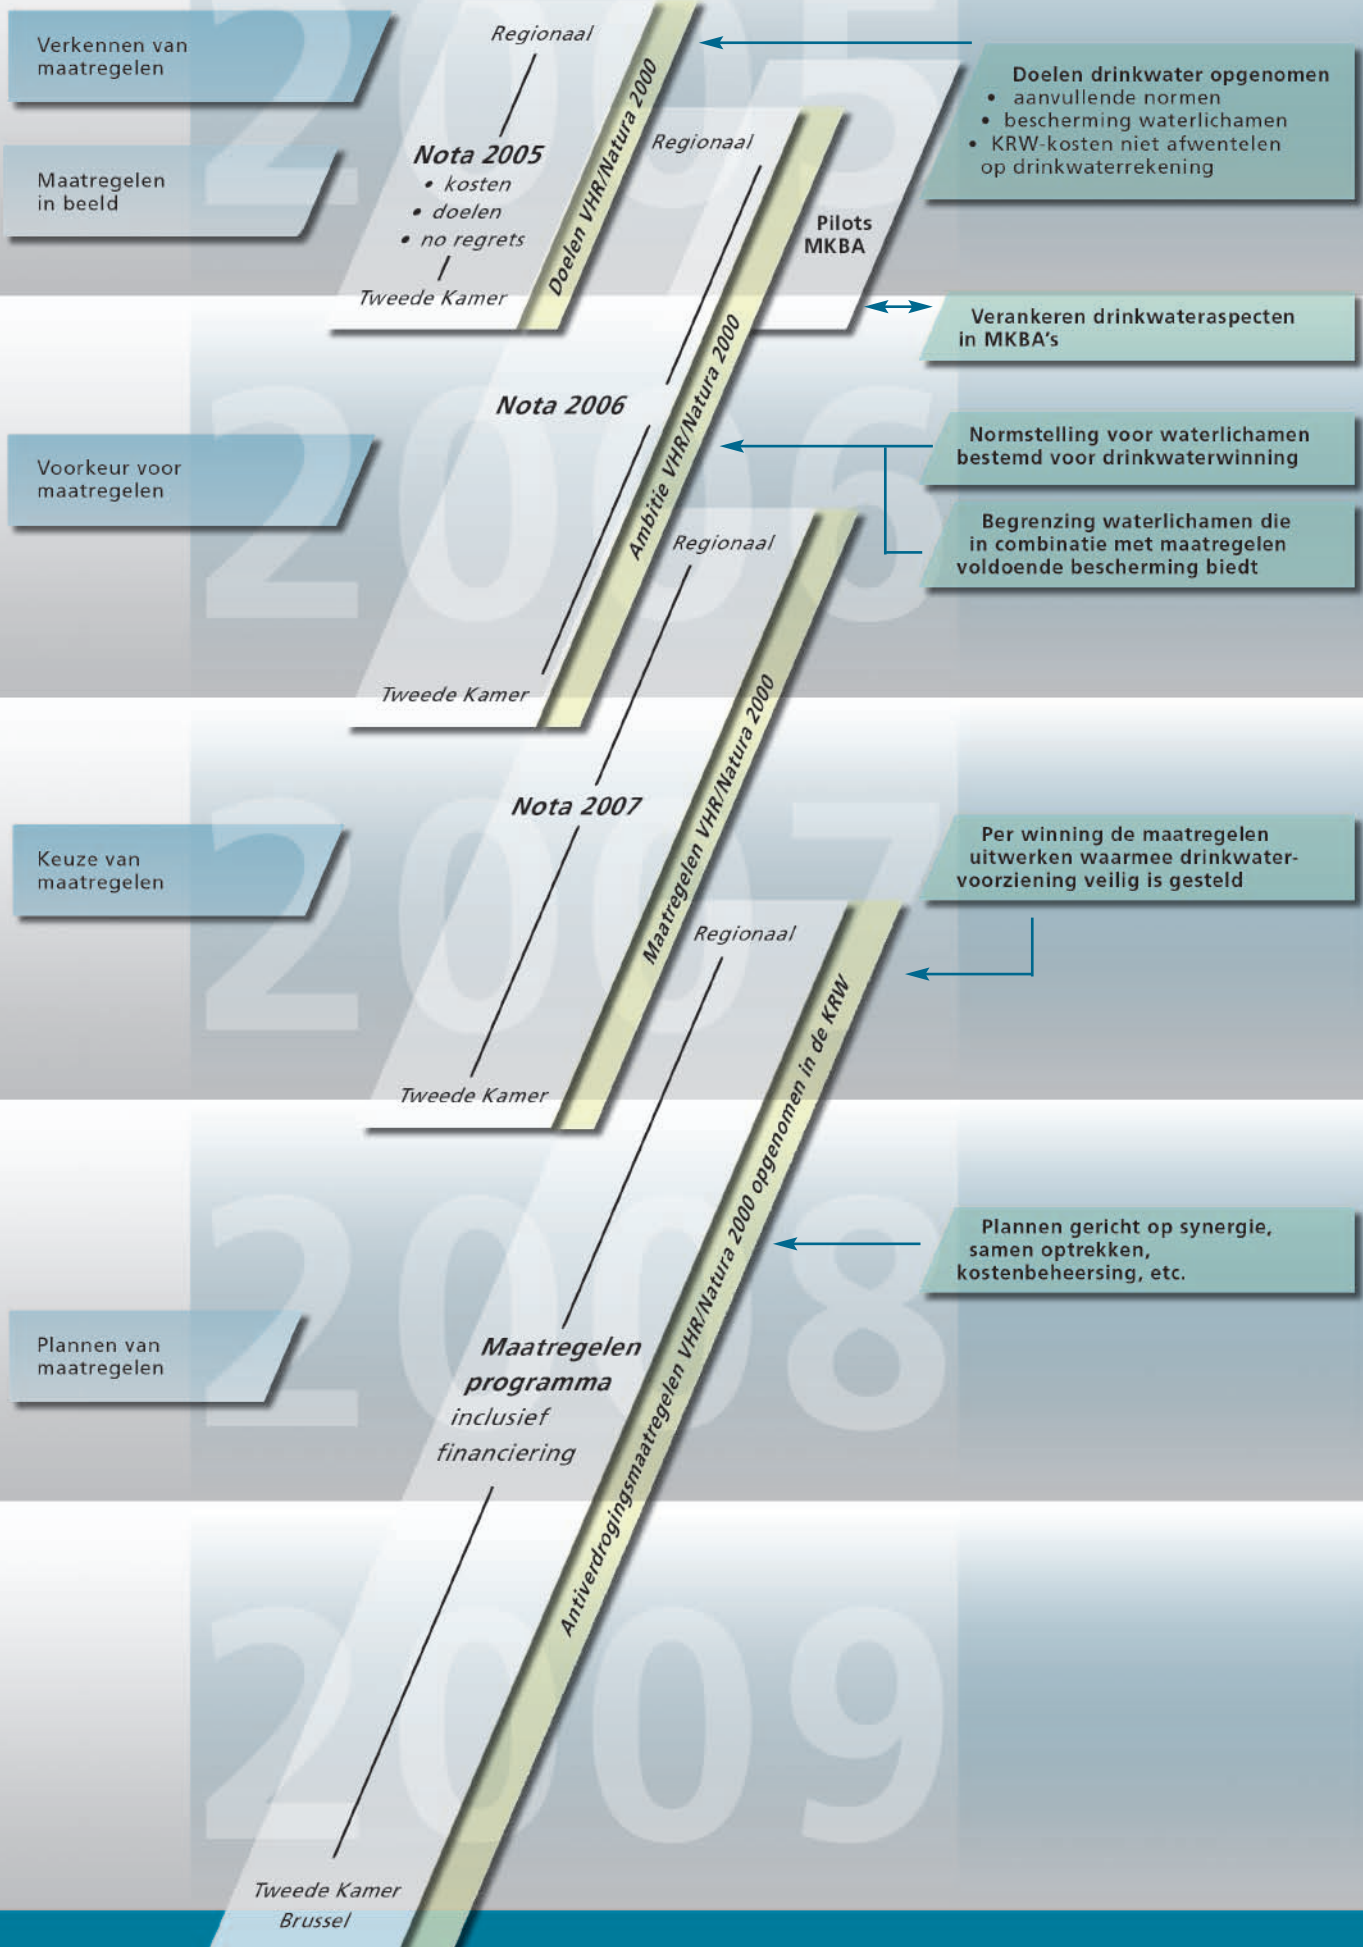 2005
Verkennen van
maatregelen
Maatregelen
in beeld
Regionaal
Nota 2005
• kosten
• doelen
• no regrets
Tweede Kamer
Doelen VHR/Natura 2000
Pilots
MKBA
Doelen drinkwater opgenomen
• aanvullende normen
• bescherming waterlichamen
• KRW-kosten niet afwentelen
op drinkwaterrekening
Verankeren drinkwateraspecten
in MKBA's
2006
Voorkeur voor
maatregelen
Regionaal
Nota 2006
Tweede Kamer
Ambitie VHR/Natura 2000
Normstelling voor waterlichamen
bestemd voor drinkwaterwinning
Begrenzing waterlichamen die
in combinatie met maatregelen
voldoende bescherming biedt
2007
Keuze van
maatregelen
Regionaal
Nota 2007
Tweede Kamer
Maatregelen VHR/Natura 2000
Per winning de maatregelen
uitwerken waarmee drinkwater-
voorziening veilig is gesteld
2008
Plannen van
maatregelen
Regionaal
Maatregelen
programma
inclusief
financiering
Antiverdrogingsmaatregelen VHR/Natura 2000 opgenomen in de KRW
Plannen gericht op synergie,
samen optrekken,
kostenbeheersing, etc.
2009
Tweede Kamer
Brussel